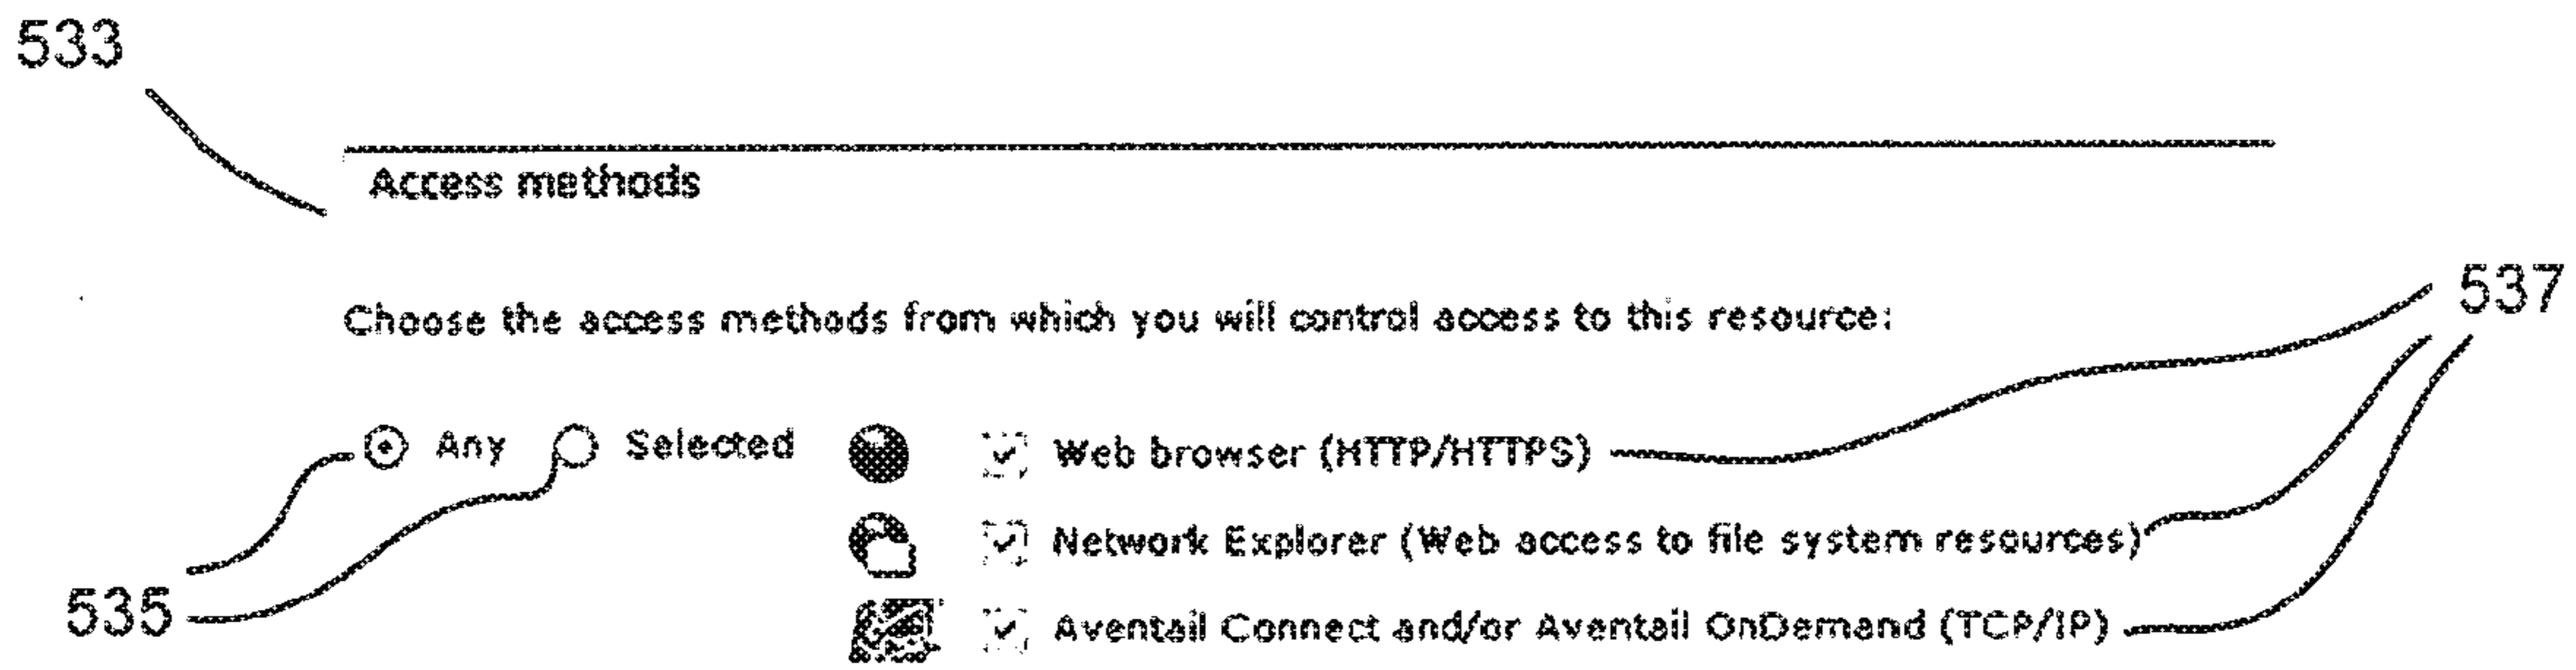 533
Access methods
Choose the access methods from which you will control access to this resource:
537
Any Selected Web browser (HTTP/HTTPS)
Network Explorer (Web access to file system resources)
535
Aventail Connect and/or Aventail OnDemand (TCP/IP)